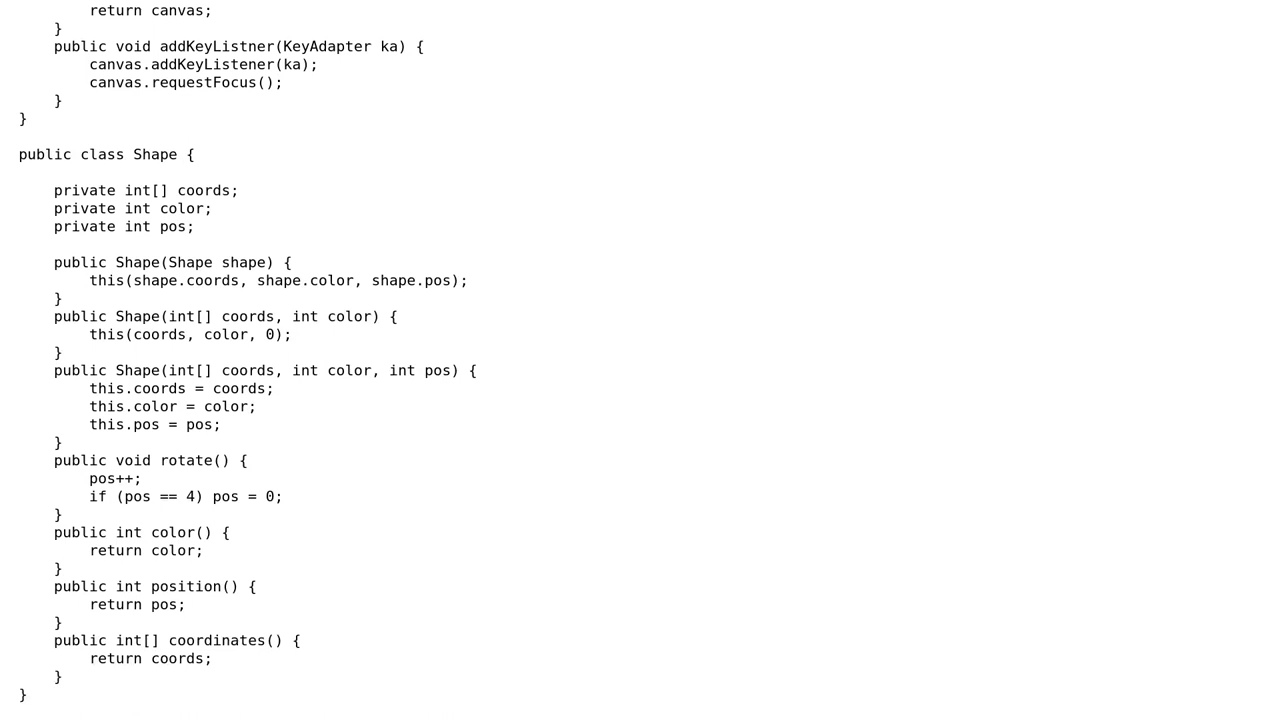 return canvas;
    }
    public void addKeyListner(KeyAdapter ka) {
        canvas.addKeyListener(ka);
        canvas.requestFocus();
    }
}

public class Shape {

    private int[] coords;
    private int color;
    private int pos;

    public Shape(Shape shape) {
        this(shape.coords, shape.color, shape.pos);
    }
    public Shape(int[] coords, int color) {
        this(coords, color, 0);
    }
    public Shape(int[] coords, int color, int pos) {
        this.coords = coords;
        this.color = color;
        this.pos = pos;
    }
    public void rotate() {
        pos++;
        if (pos == 4) pos = 0;
    }
    public int color() {
        return color;
    }
    public int position() {
        return pos;
    }
    public int[] coordinates() {
        return coords;
    }
}